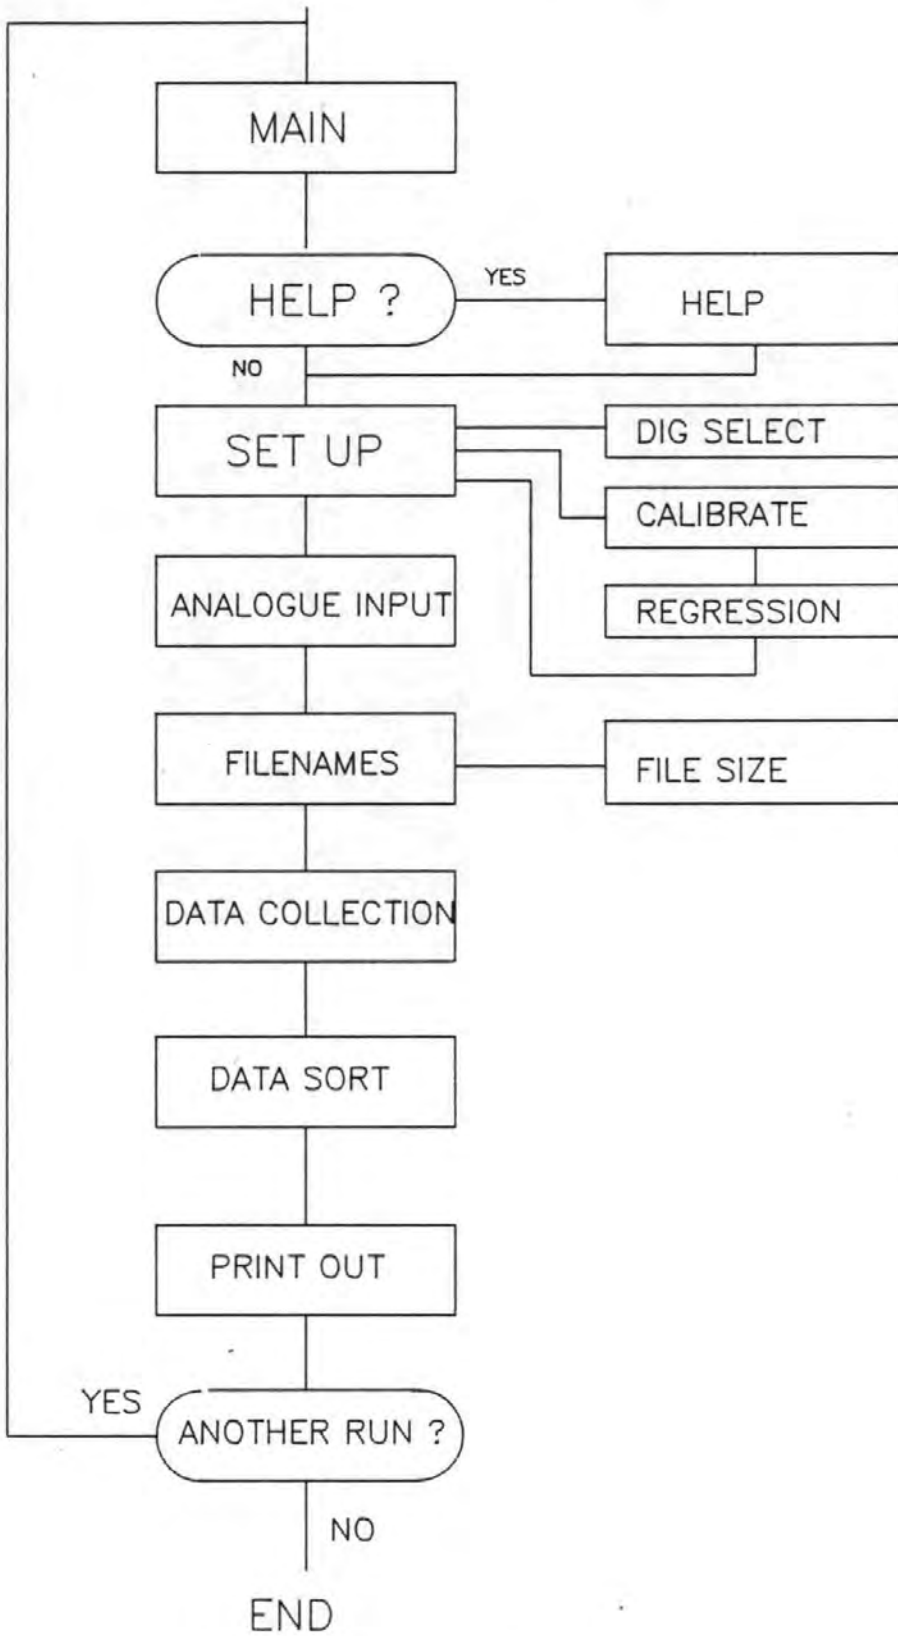 MAIN
HELP ?
YES
HELP
NO
SET UP
DIG SELECT
CALIBRATE
REGRESSION
ANALOGUE INPUT
FILENAMES
FILE SIZE
DATA COLLECTION
DATA SORT
PRINT OUT
YES
ANOTHER RUN ?
NO
END